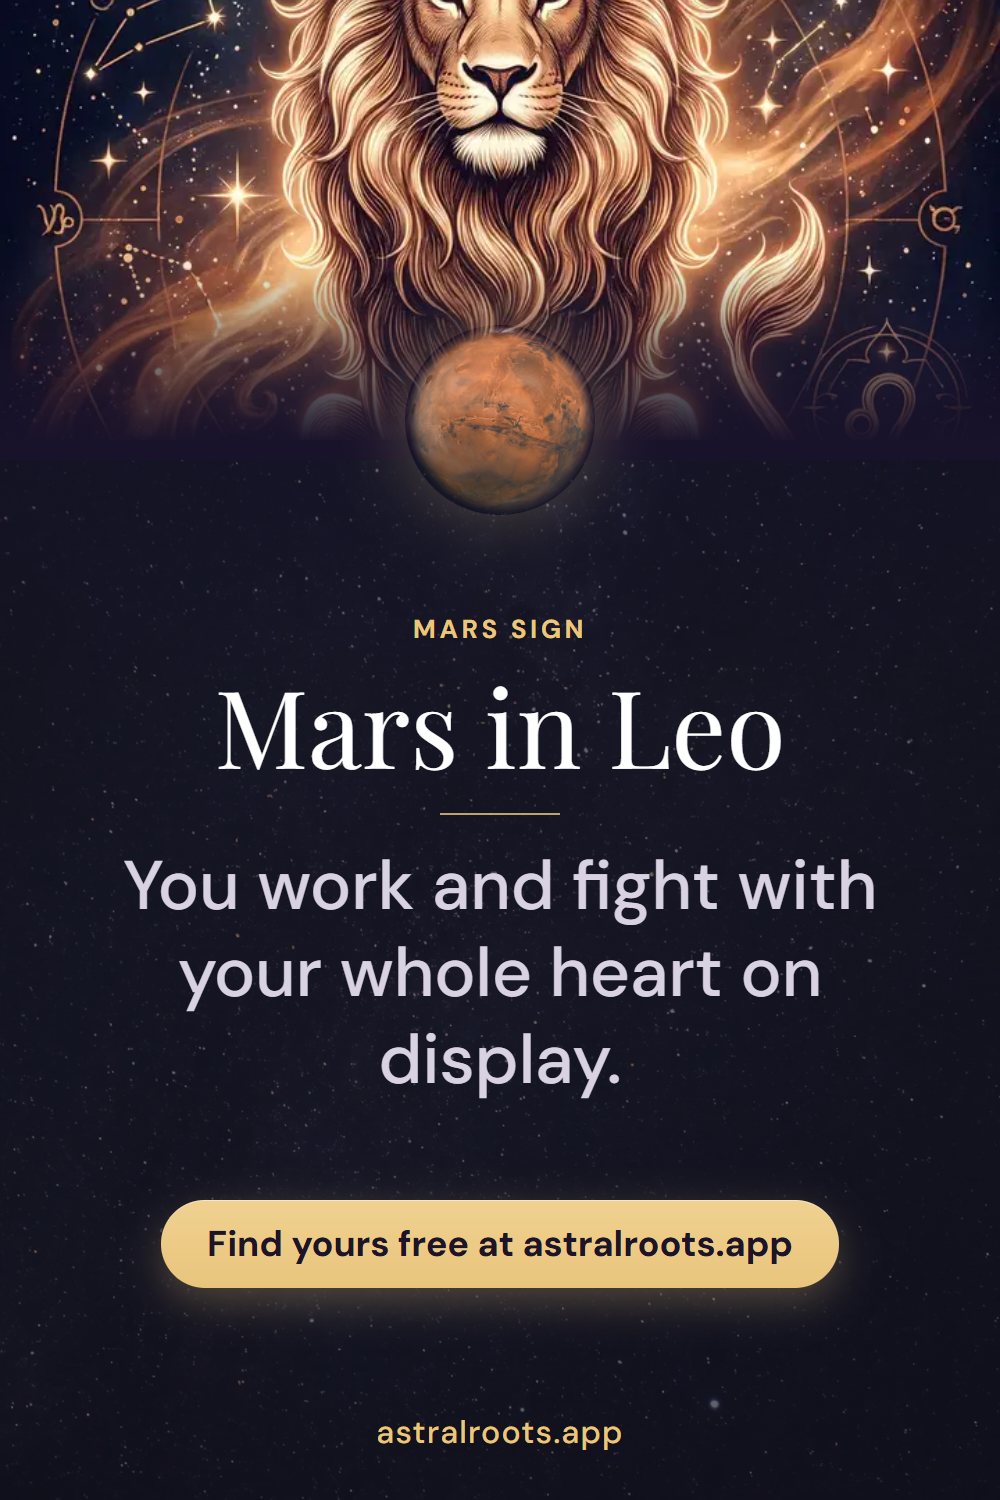 MARS SIGN
Mars in Leo
You work and fight with
your whole heart on
display.
Find yours free at astralroots.app
astralroots.app